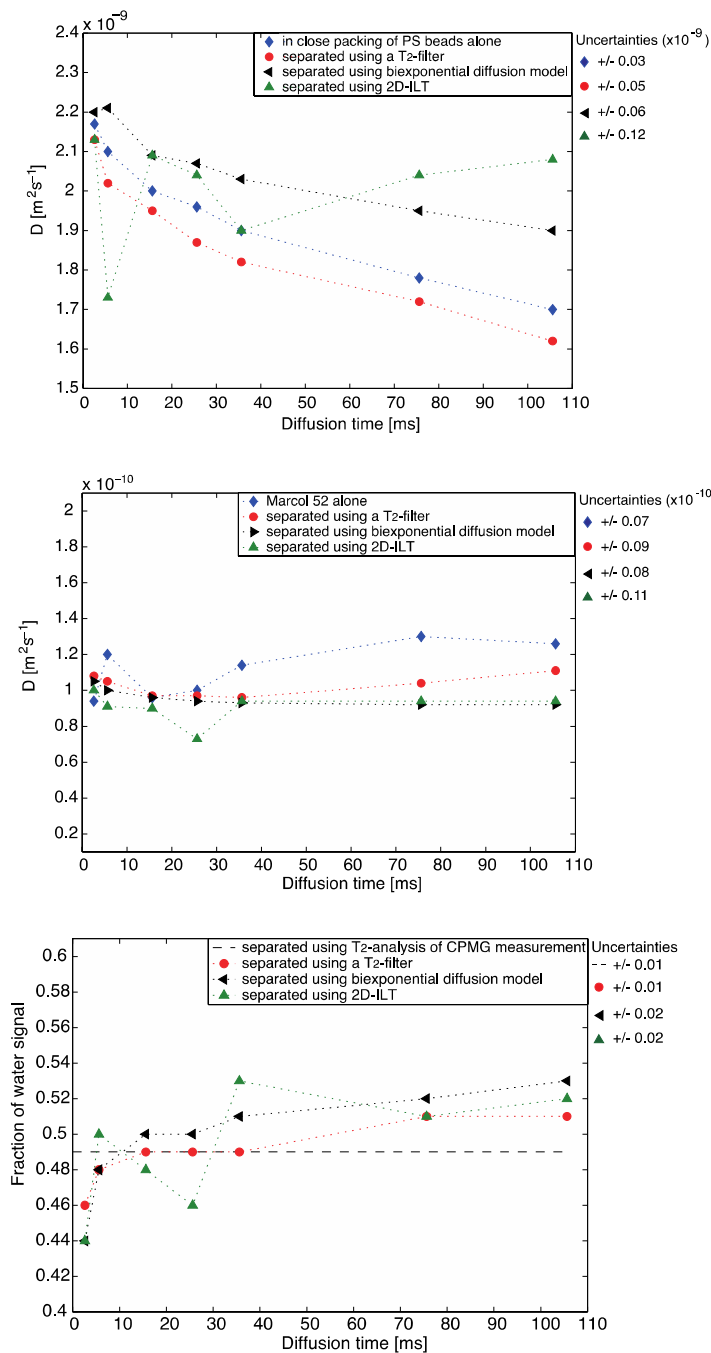 x 10⁻⁹
2.4
2.3
2.2
2.1
2
1.9
1.8
1.7
1.6
1.5
D [m²s⁻¹]
in close packing of PS beads alone
separated using a T2-filter
separated using biexponential diffusion model
separated using 2D-ILT
Uncertainties (x10⁻⁹)
+/- 0.03
+/- 0.05
+/- 0.06
+/- 0.12
0 10 20 30 40 50 60 70 80 90 100 110
Diffusion time [ms]
x 10⁻¹⁰
2
1.8
1.6
1.4
1.2
1
0.8
0.6
0.4
0.2
D [m²s⁻¹]
Marcol 52 alone
separated using a T2-filter
separated using biexponential diffusion model
separated using 2D-ILT
Uncertainties (x10⁻¹⁰
+/- 0.07
+/- 0.09
+/- 0.08
+/- 0.11
0 10 20 30 40 50 60 70 80 90 100 110
Diffusion time [ms]
0.6
0.58
0.56
0.54
0.52
0.5
0.48
0.46
0.44
0.42
0.4
Fraction of water signal
separated using T2-analysis of CPMG measurement
separated using a T2-filter
separated using biexponential diffusion model
separated using 2D-ILT
Uncertainties
+/- 0.01
+/- 0.01
+/- 0.02
+/- 0.02
0 10 20 30 40 50 60 70 80 90 100 110
Diffusion time [ms]